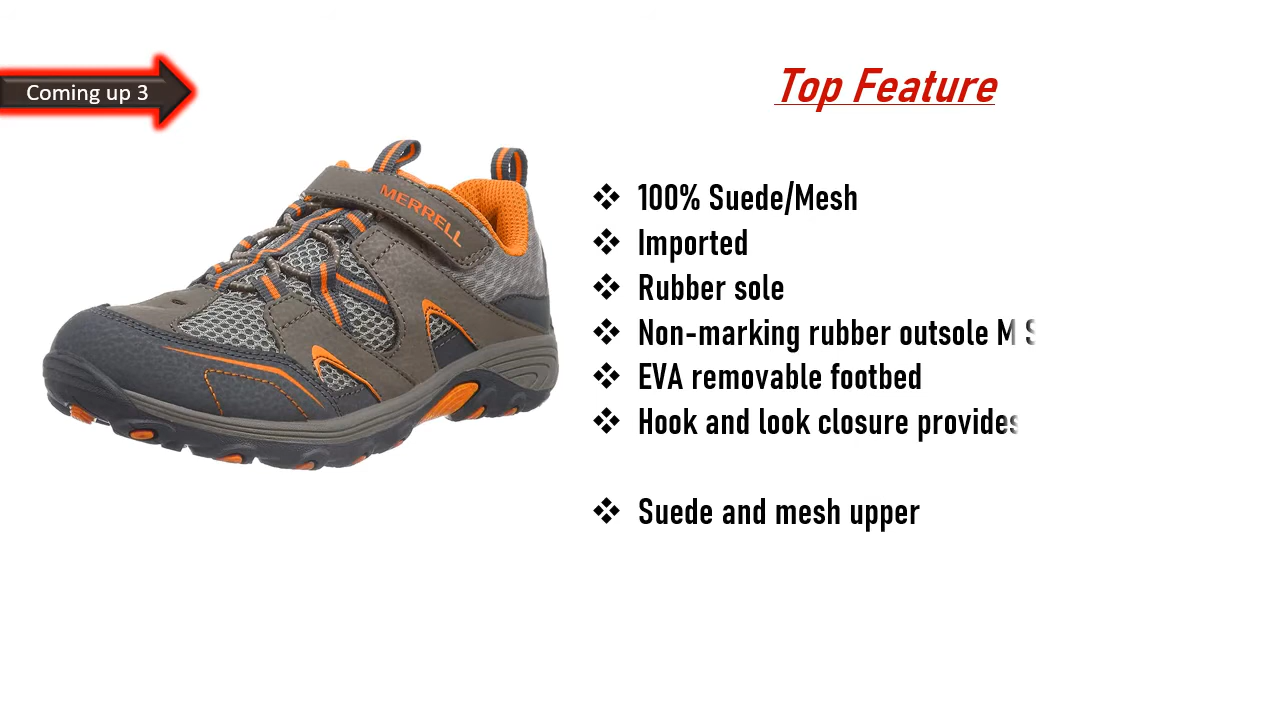 Coming up 3
Top Feature
MERRELL
❖ 100% Suede/Mesh
❖ Imported
❖ Rubber sole
❖ Non-marking rubber outsole M
❖ EVA removable footbed
❖ Hook and look closure provides
❖ Suede and mesh upper